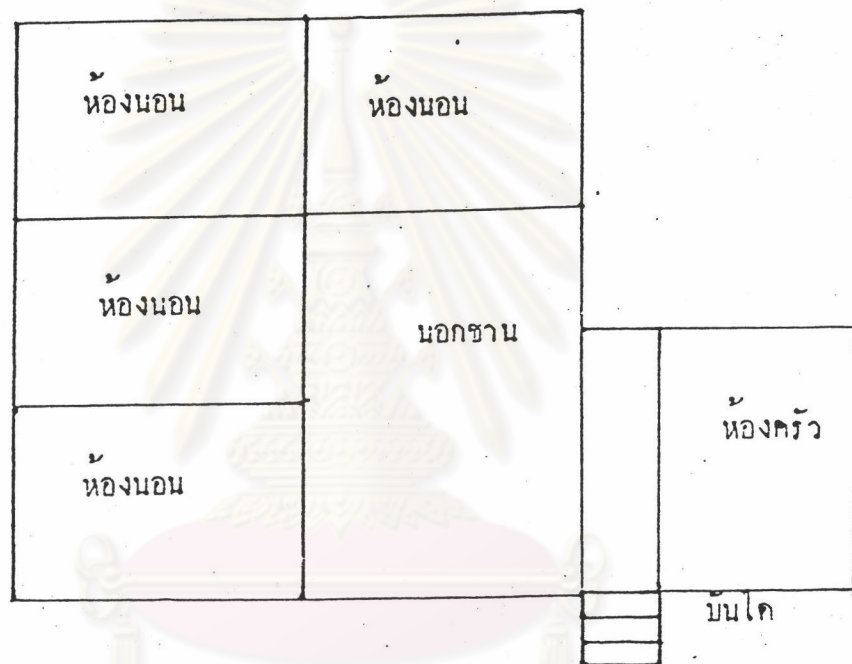 ห้องนอน
ห้องนอน
ห้องนอน
นอกชาน
ห้องครัว
ห้องนอน
บันใด